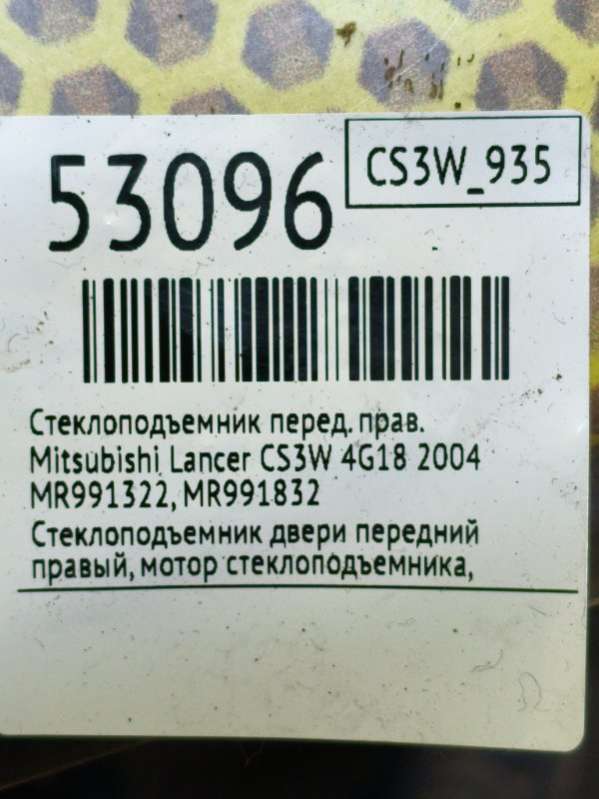 53096
CS3W_935
Стеклоподъемник перед. прав.
Mitsubishi Lancer CS3W 4G18 2004
MR991322, MR991832
Стеклоподъемник двери передний
правый, мотор стеклоподъемника,